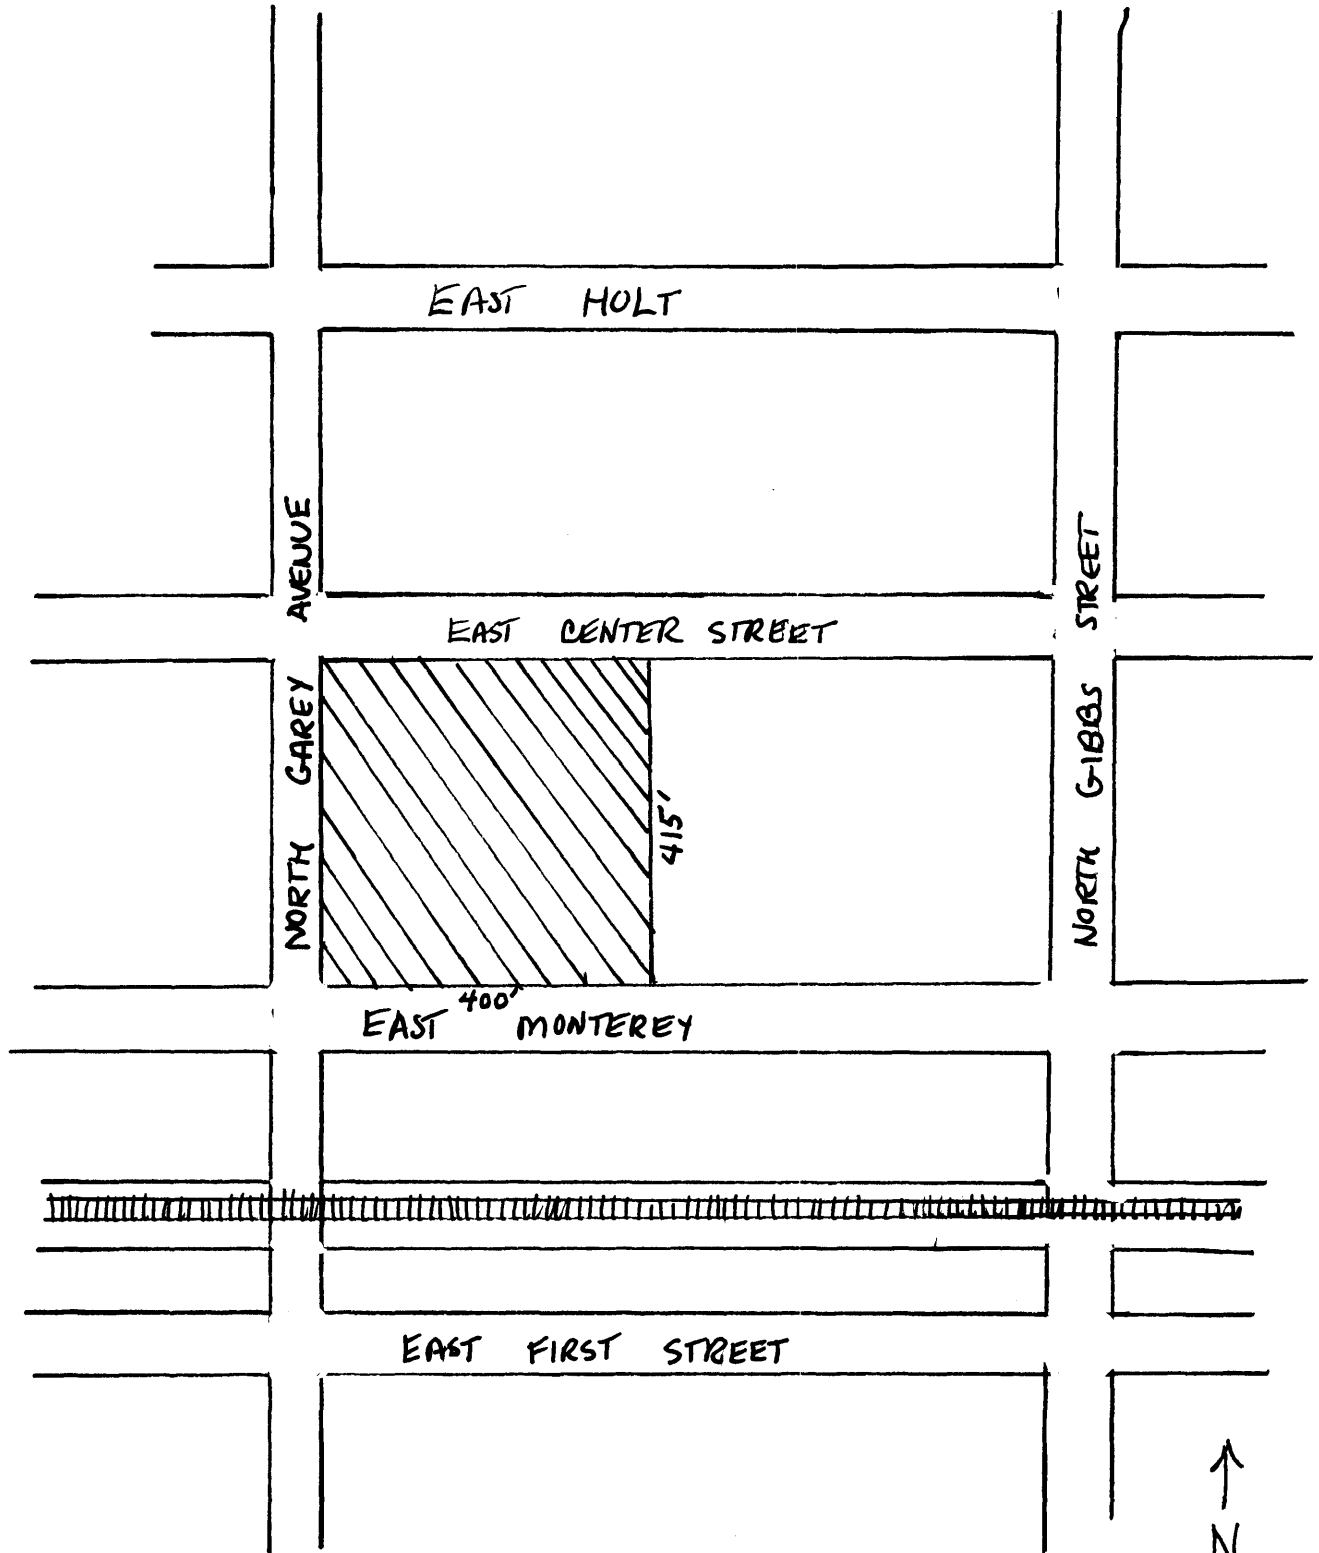 EAST HOLT
NORTH GAREY AVENUE
NORTH GIBBS STREET
EAST CENTER STREET
415'
400'
EAST MONTEREY
EAST FIRST STREET
N